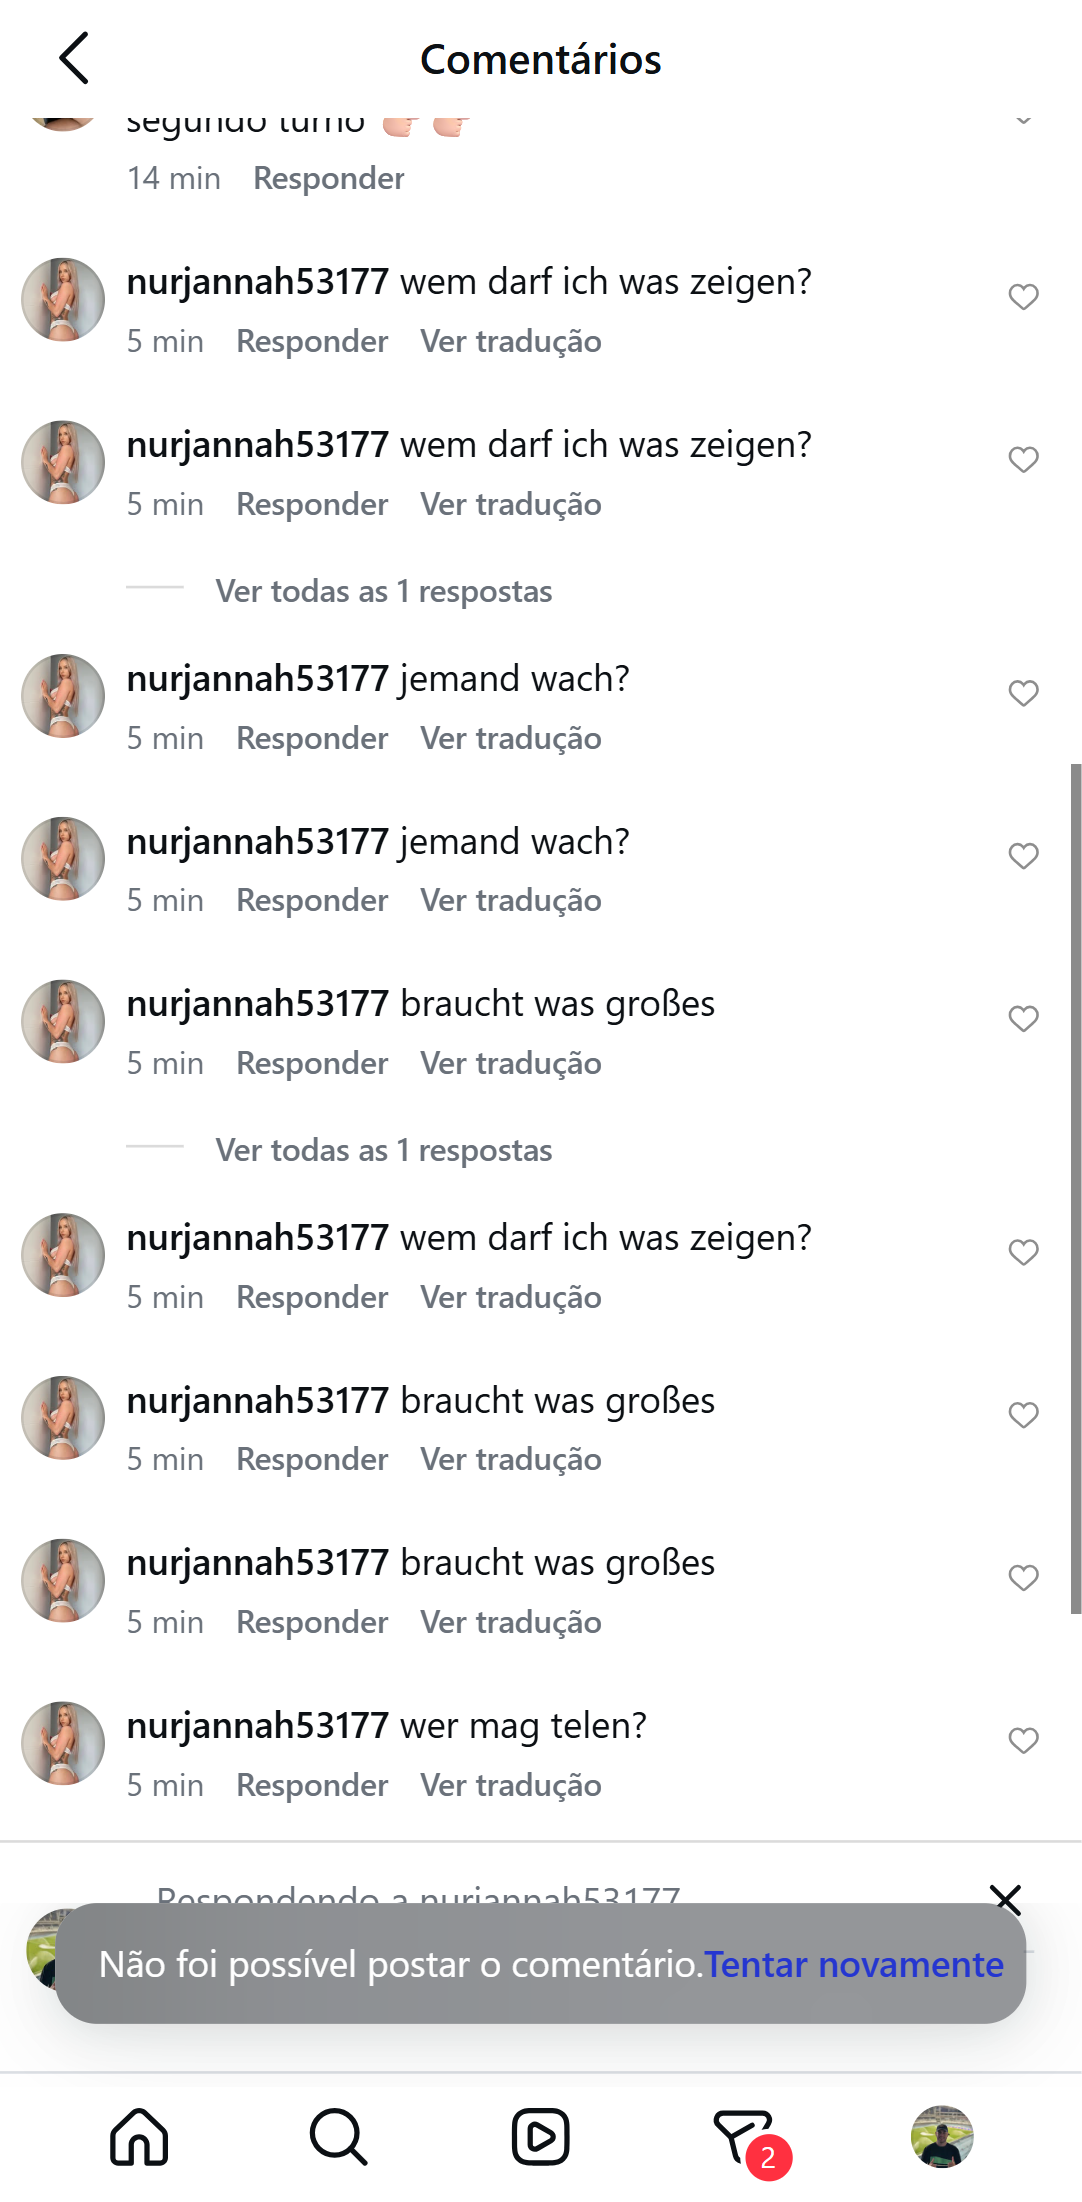 Comentários
segundo turno
14 min Responder
nurjannah53177 wem darf ich was zeigen?
5 min Responder Ver tradução
nurjannah53177 wem darf ich was zeigen?
5 min Responder Ver tradução
Ver todas as 1 respostas
nurjannah53177 jemand wach?
5 min Responder Ver tradução
nurjannah53177 jemand wach?
5 min Responder Ver tradução
nurjannah53177 braucht was großes
5 min Responder Ver tradução
Ver todas as 1 respostas
nurjannah53177 wem darf ich was zeigen?
5 min Responder Ver tradução
nurjannah53177 braucht was großes
5 min Responder Ver tradução
nurjannah53177 braucht was großes
5 min Responder Ver tradução
nurjannah53177 wer mag telen?
5 min Responder Ver tradução
Respondendo a nurjannah53177
Não foi possível postar o comentário.Tentar novamente
2